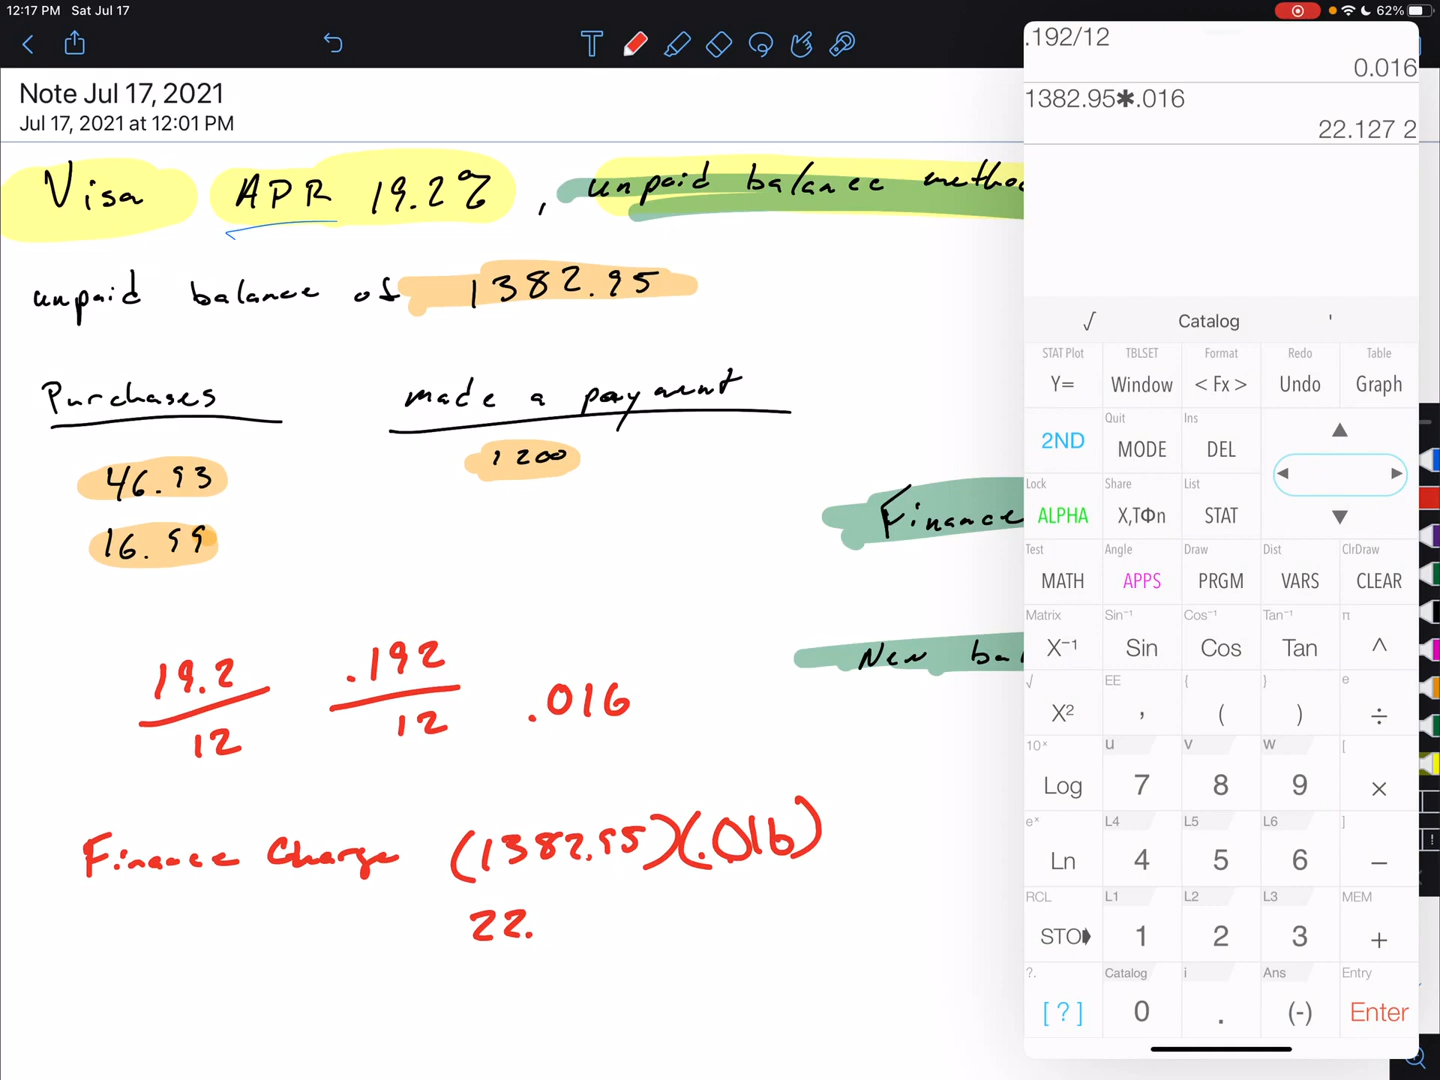 12:17 PM Sat Jul 17
62%
T
Note Jul 17, 2021
Jul 17, 2021 at 12:01 PM
Visa APR 19.2% , unpaid balance metho
unpaid balance of 1382.95
Purchases made a payment
46.93 1200
16.99
Finance
New ba
19.2/12 .192/12 .016
Finance Charge (1382.95)(.016)
22.
.192/12
0.016
1382.95✱.016
22.127 2
√ Catalog '
STAT Plot TBLSET Format Redo Table
Y= Window < Fx > Undo Graph
Quit Ins
2ND MODE DEL
Lock Share List
ALPHA X,TΦn STAT
Test Angle Draw Dist ClrDraw
MATH APPS PRGM VARS CLEAR
Matrix Sin⁻¹ Cos⁻¹ Tan⁻¹ π
X⁻¹ Sin Cos Tan ^
√ EE { } e
X² , ( ) ÷
10ˣ u v w [
Log 7 8 9 ×
eˣ L4 L5 L6 ]
Ln 4 5 6 −
RCL L1 L2 L3 MEM
STO 1 2 3 +
?. Catalog i Ans Entry
[ ? ] 0 . (-) Enter